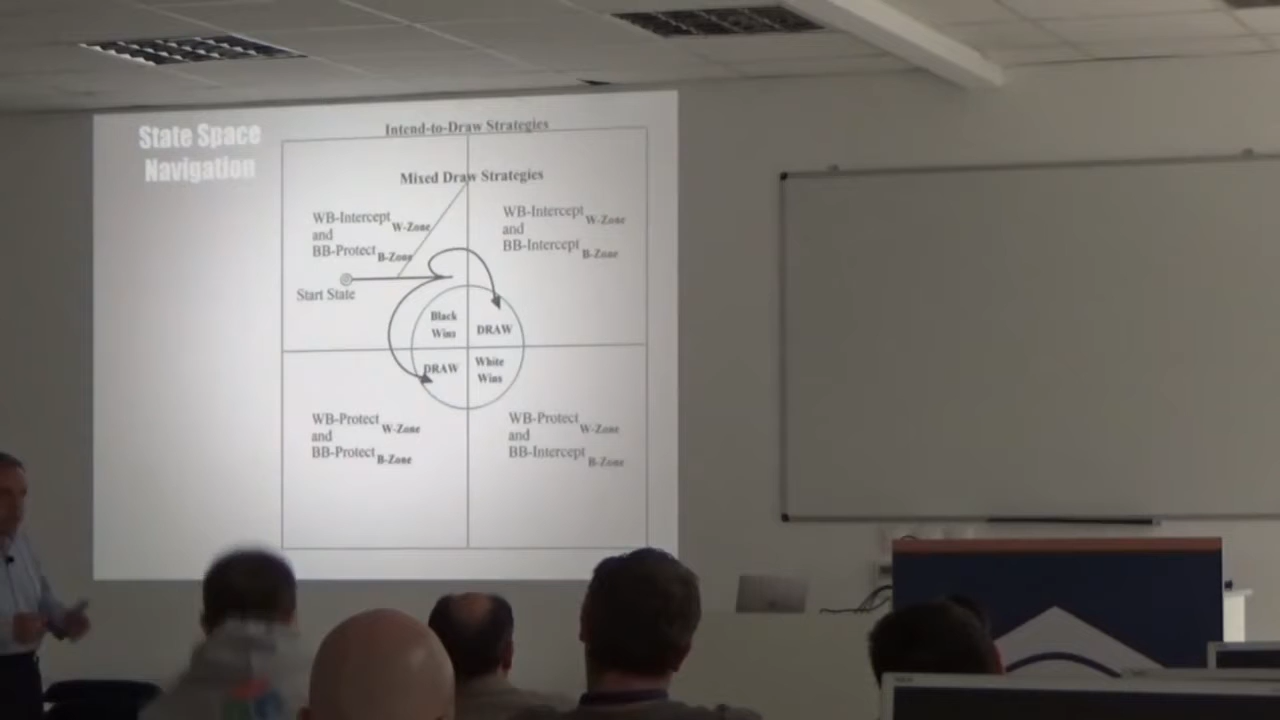 State Space
Navigation
Intend-to-Draw Strategies
Mixed Draw Strategies
WB-Intercept W-Zone
and
BB-Protect B-Zone
WB-Intercept W-Zone
and
BB-Intercept B-Zone
Start State
Black
Wins
DRAW
DRAW
White
Wins
WB-Protect W-Zone
and
BB-Protect B-Zone
WB-Protect W-Zone
and
BB-Intercept B-Zone